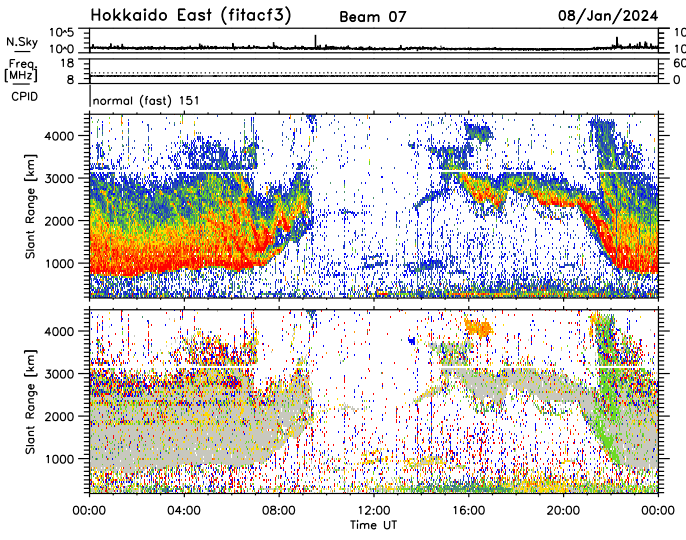 Hokkaido East (fitacf3) Beam 07 08/Jan/2024
N.Sky 10^5 10^0 10 10
Freq. [MHz] 18 8 60 0
CPID normal (fast) 151
Slant Range [km] 4000 3000 2000 1000
Slant Range [km] 4000 3000 2000 1000
00:00 04:00 08:00 12:00 16:00 20:00 00:00
Time UT